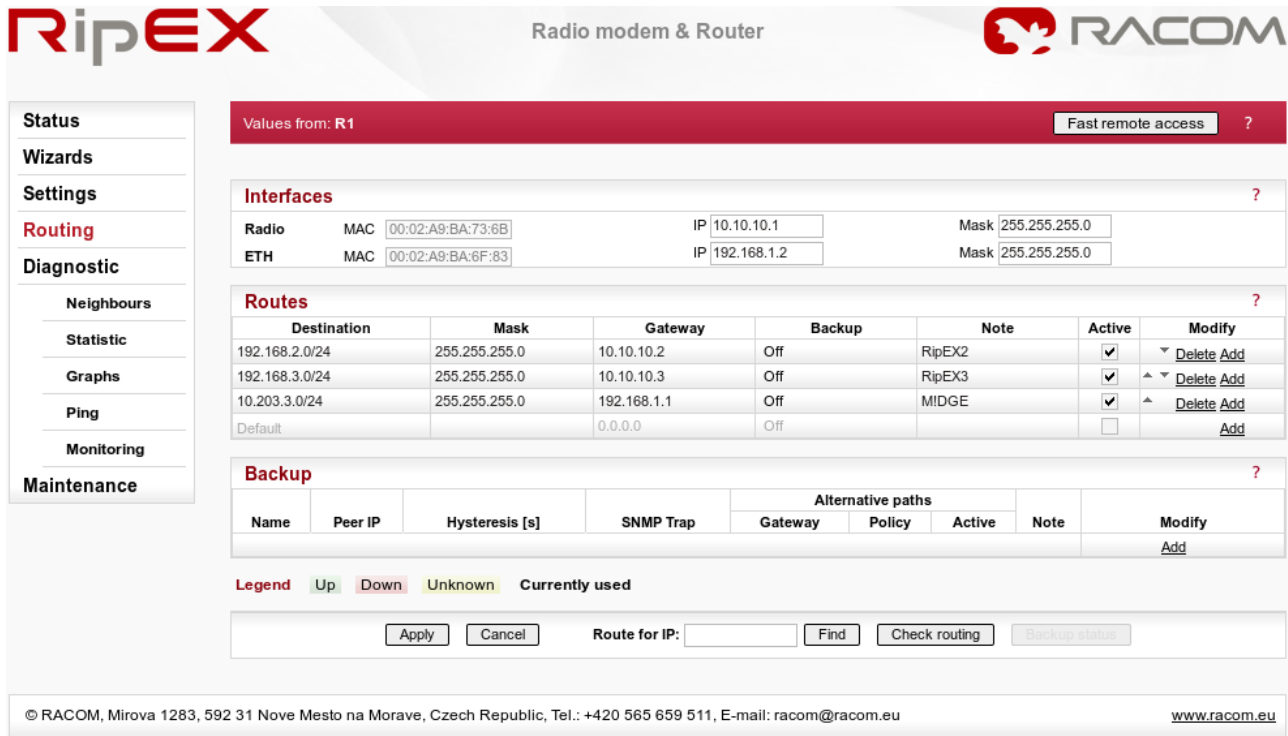 RipEX Radio modem & Router RACOM
Status
Wizards
Settings
Routing
Diagnostic
Neighbours
Statistic
Graphs
Ping
Monitoring
Maintenance
Values from: R1 Fast remote access ?
Interfaces ?
Radio MAC 00:02:A9:BA:73:6B IP 10.10.10.1 Mask 255.255.255.0
ETH MAC 00:02:A9:BA:6F:83 IP 192.168.1.2 Mask 255.255.255.0
Routes ?
Destination Mask Gateway Backup Note Active Modify
192.168.2.0/24 255.255.255.0 10.10.10.2 Off RipEX2 Delete Add
192.168.3.0/24 255.255.255.0 10.10.10.3 Off RipEX3 Delete Add
10.203.3.0/24 255.255.255.0 192.168.1.1 Off M!DGE Delete Add
Default 0.0.0.0 Off Add
Backup ?
Alternative paths
Name Peer IP Hysteresis [s] SNMP Trap Gateway Policy Active Note Modify
Add
Legend Up Down Unknown Currently used
Apply Cancel Route for IP: Find Check routing Backup status
© RACOM, Mirova 1283, 592 31 Nove Mesto na Morave, Czech Republic, Tel.: +420 565 659 511, E-mail: racom@racom.eu www.racom.eu